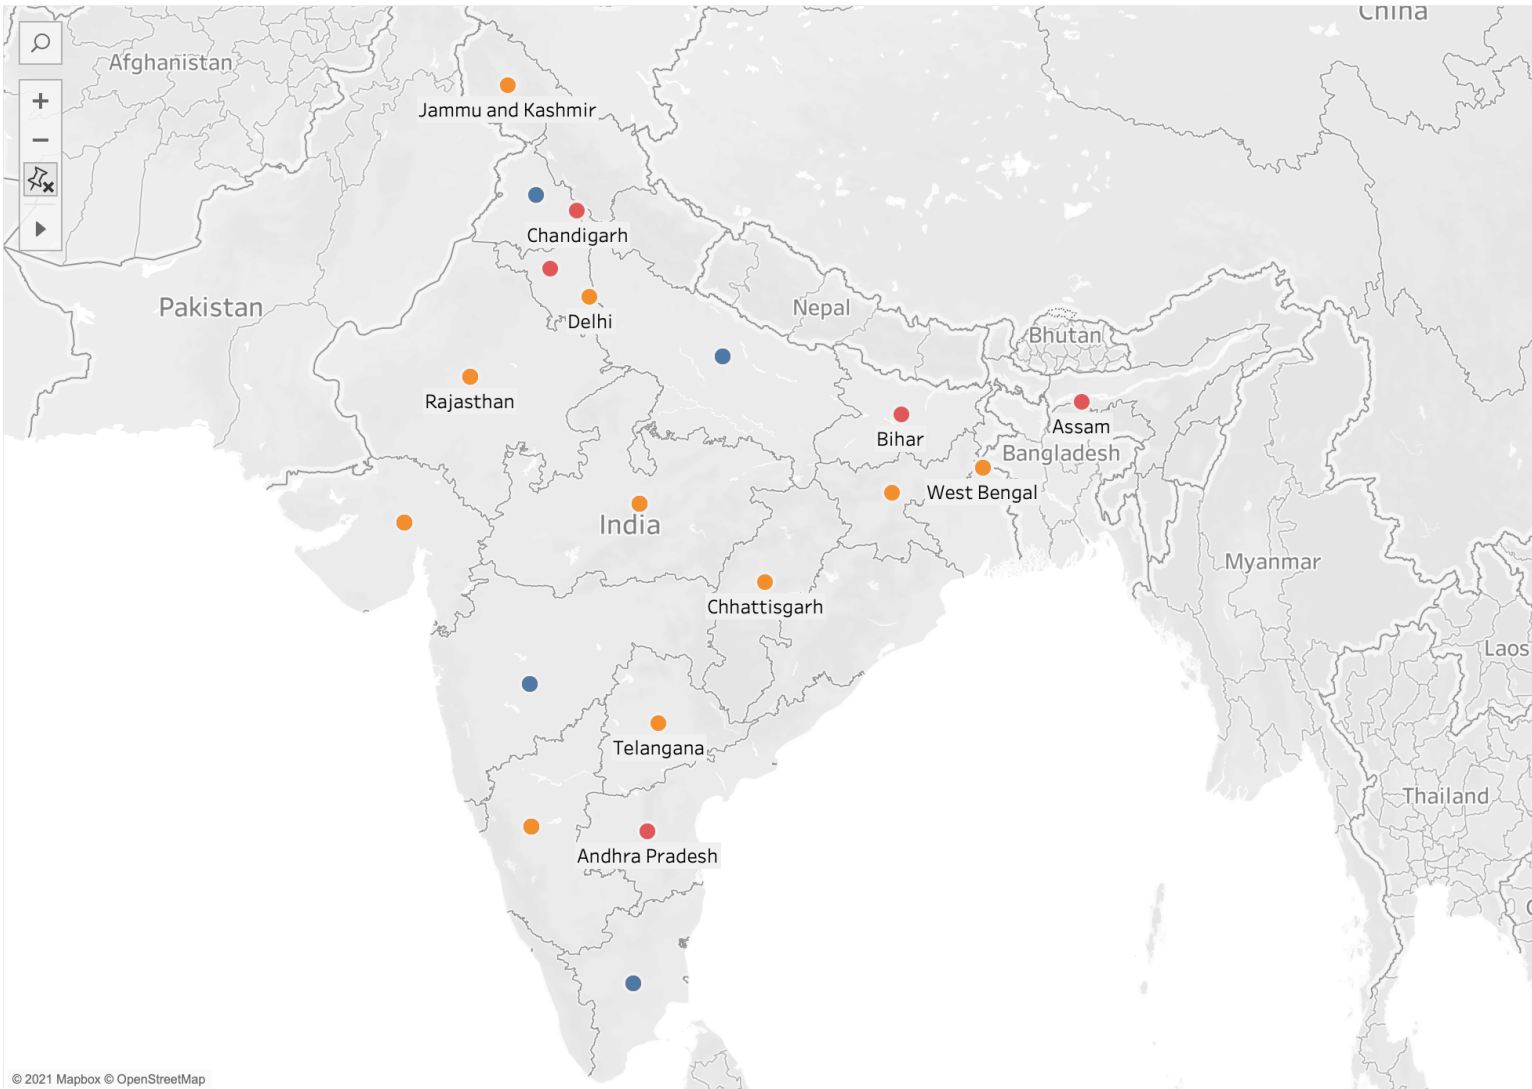 China
Afghanistan
Jammu and Kashmir
Chandigarh
Pakistan
Nepal
Delhi
Bhutan
Rajasthan
Bihar
Assam
Bangladesh
West Bengal
India
Myanmar
Chhattisgarh
Laos
Telangana
Thailand
Andhra Pradesh
© 2021 Mapbox © OpenStreetMap